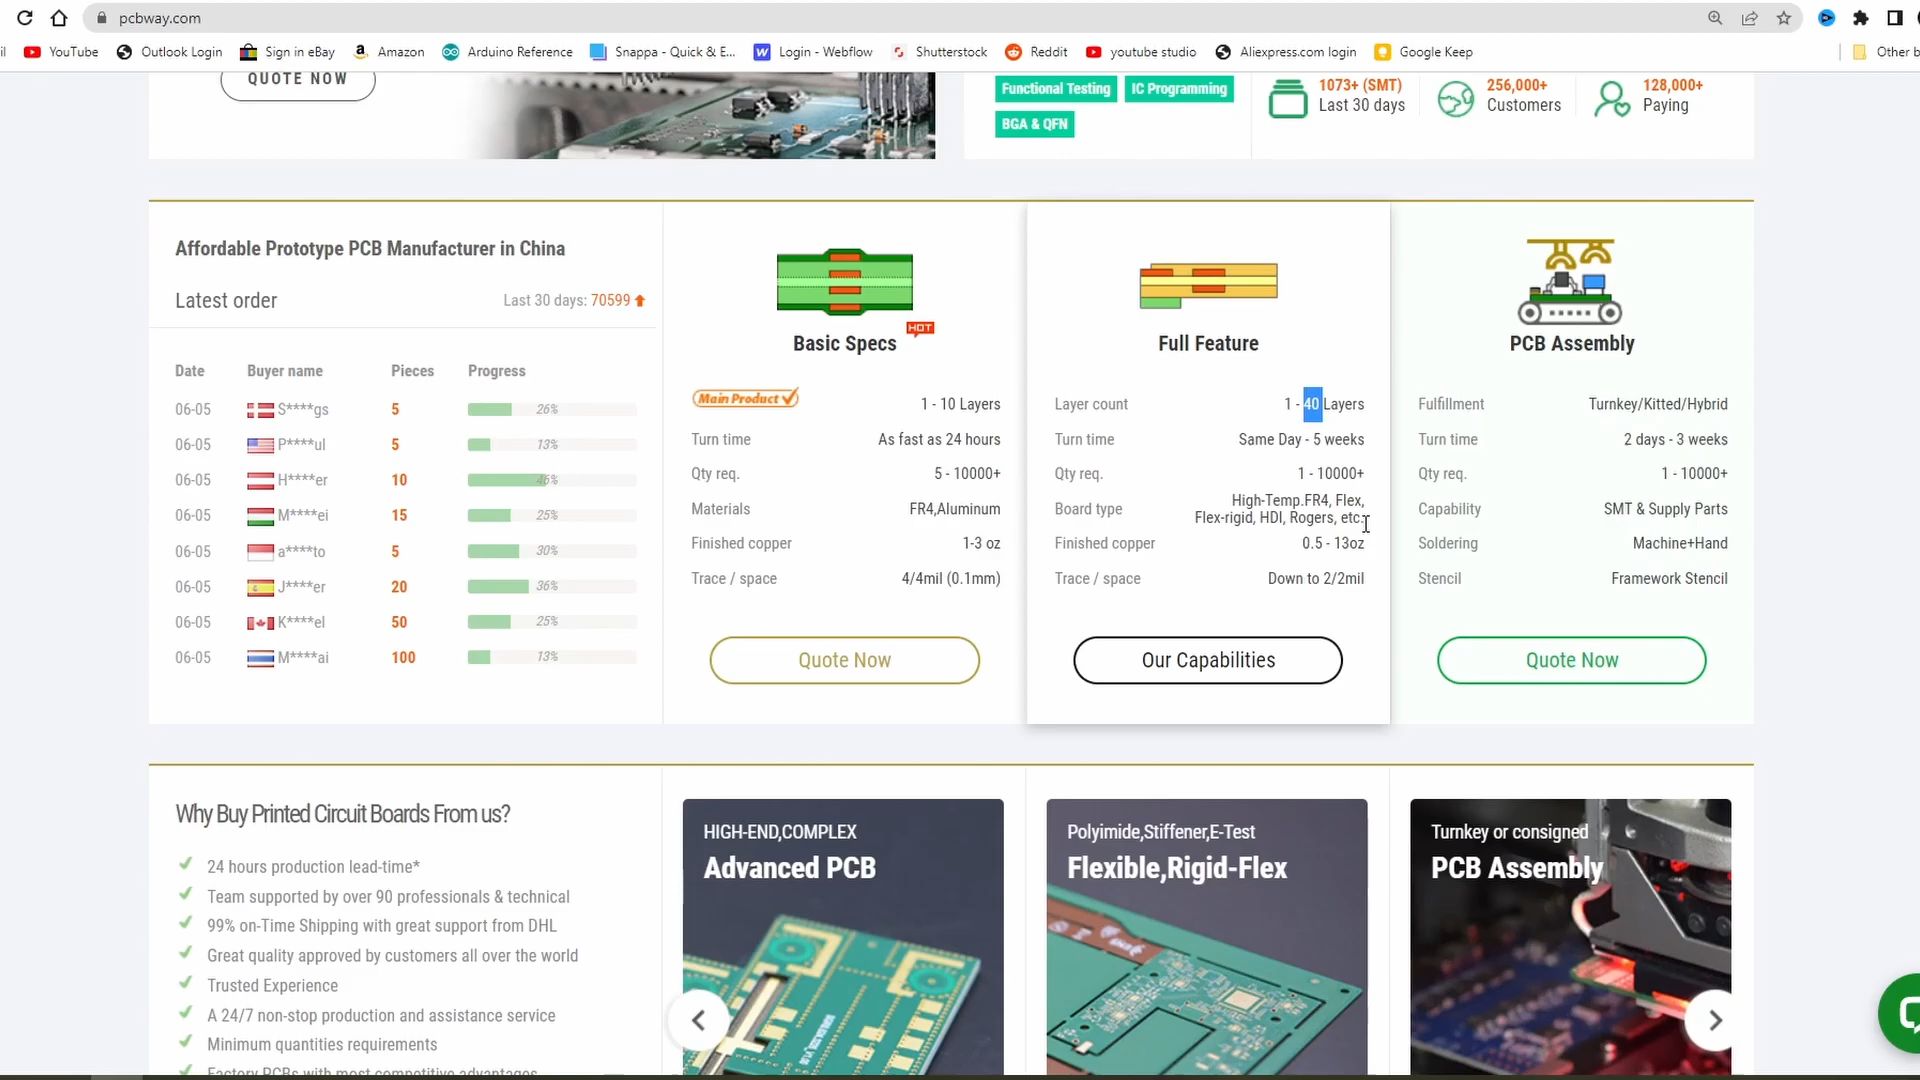 pcbway.com
YouTube
Outlook Login
Sign in eBay
Amazon
Arduino Reference
Snappa - Quick & E...
Login - Webflow
Shutterstock
Reddit
youtube studio
Aliexpress.com login
Google Keep
Other b
QUOTE NOW
Functional Testing
IC Programming
BGA & QFN
1073+ (SMT)
Last 30 days
256,000+
Customers
128,000+
Paying
Affordable Prototype PCB Manufacturer in China
Latest order
Last 30 days: 70599
Date Buyer name Pieces Progress
06-05 S****gs 5 26%
06-05 P****ul 5 13%
06-05 H****er 10 46%
06-05 M****ei 15 25%
06-05 a****to 5 30%
06-05 J****er 20 36%
06-05 K****el 50 25%
06-05 M****ai 100 13%
HOT
Basic Specs
Main Product 1 - 10 Layers
Turn time As fast as 24 hours
Qty req. 5 - 10000+
Materials FR4,Aluminum
Finished copper 1-3 oz
Trace / space 4/4mil (0.1mm)
Quote Now
Full Feature
Layer count 1 - 40 Layers
Turn time Same Day - 5 weeks
Qty req. 1 - 10000+
Board type High-Temp.FR4, Flex,
Flex-rigid, HDI, Rogers, etc.
Finished copper 0.5 - 13oz
Trace / space Down to 2/2mil
Our Capabilities
PCB Assembly
Fulfillment Turnkey/Kitted/Hybrid
Turn time 2 days - 3 weeks
Qty req. 1 - 10000+
Capability SMT & Supply Parts
Soldering Machine+Hand
Stencil Framework Stencil
Quote Now
Why Buy Printed Circuit Boards From us?
24 hours production lead-time*
Team supported by over 90 professionals & technical
99% on-Time Shipping with great support from DHL
Great quality approved by customers all over the world
Trusted Experience
A 24/7 non-stop production and assistance service
Minimum quantities requirements
Factory PCBs with most competitive advantages
HIGH-END,COMPLEX
Advanced PCB
Polyimide,Stiffener,E-Test
Flexible,Rigid-Flex
Turnkey or consigned
PCB Assembly